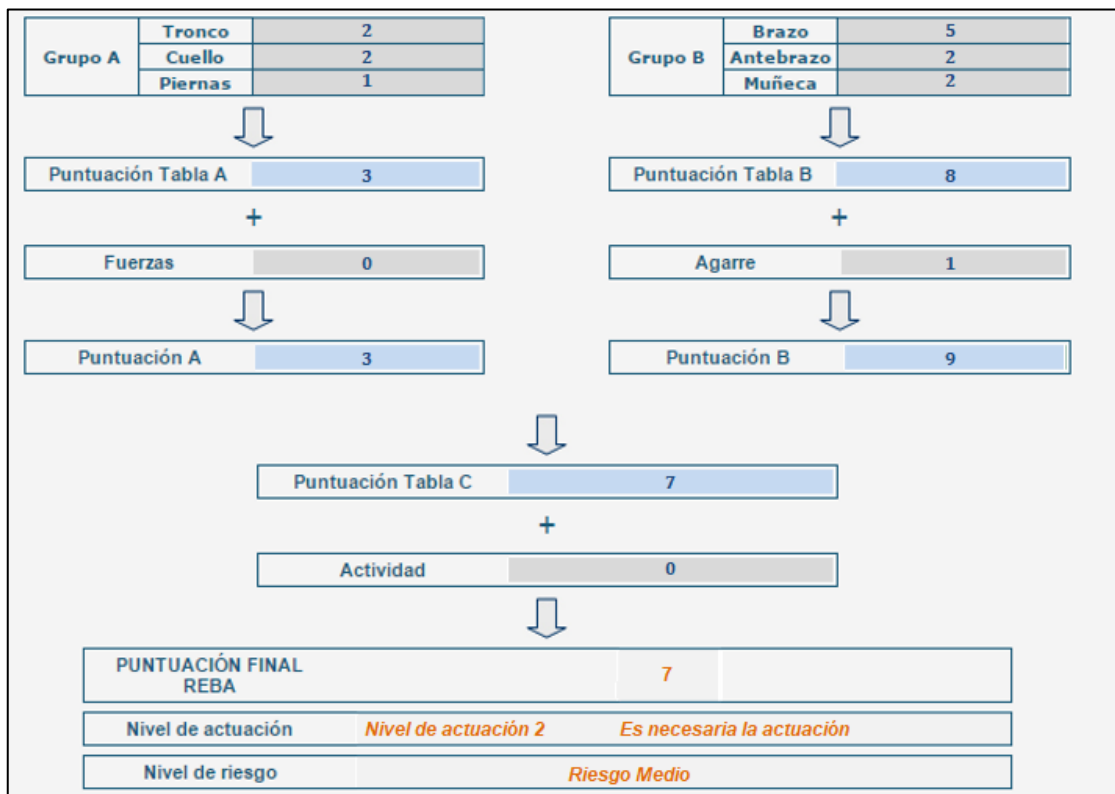 Grupo A
Tronco 2
Cuello 2
Piernas 1
Grupo B
Brazo 5
Antebrazo 2
Muñeca 2
Puntuación Tabla A 3
Puntuación Tabla B 8
+
+
Fuerzas 0
Agarre 1
Puntuación A 3
Puntuación B 9
Puntuación Tabla C 7
+
Actividad 0
PUNTUACIÓN FINAL
REBA
7
Nivel de actuación Nivel de actuación 2 Es necesaria la actuación
Nivel de riesgo Riesgo Medio